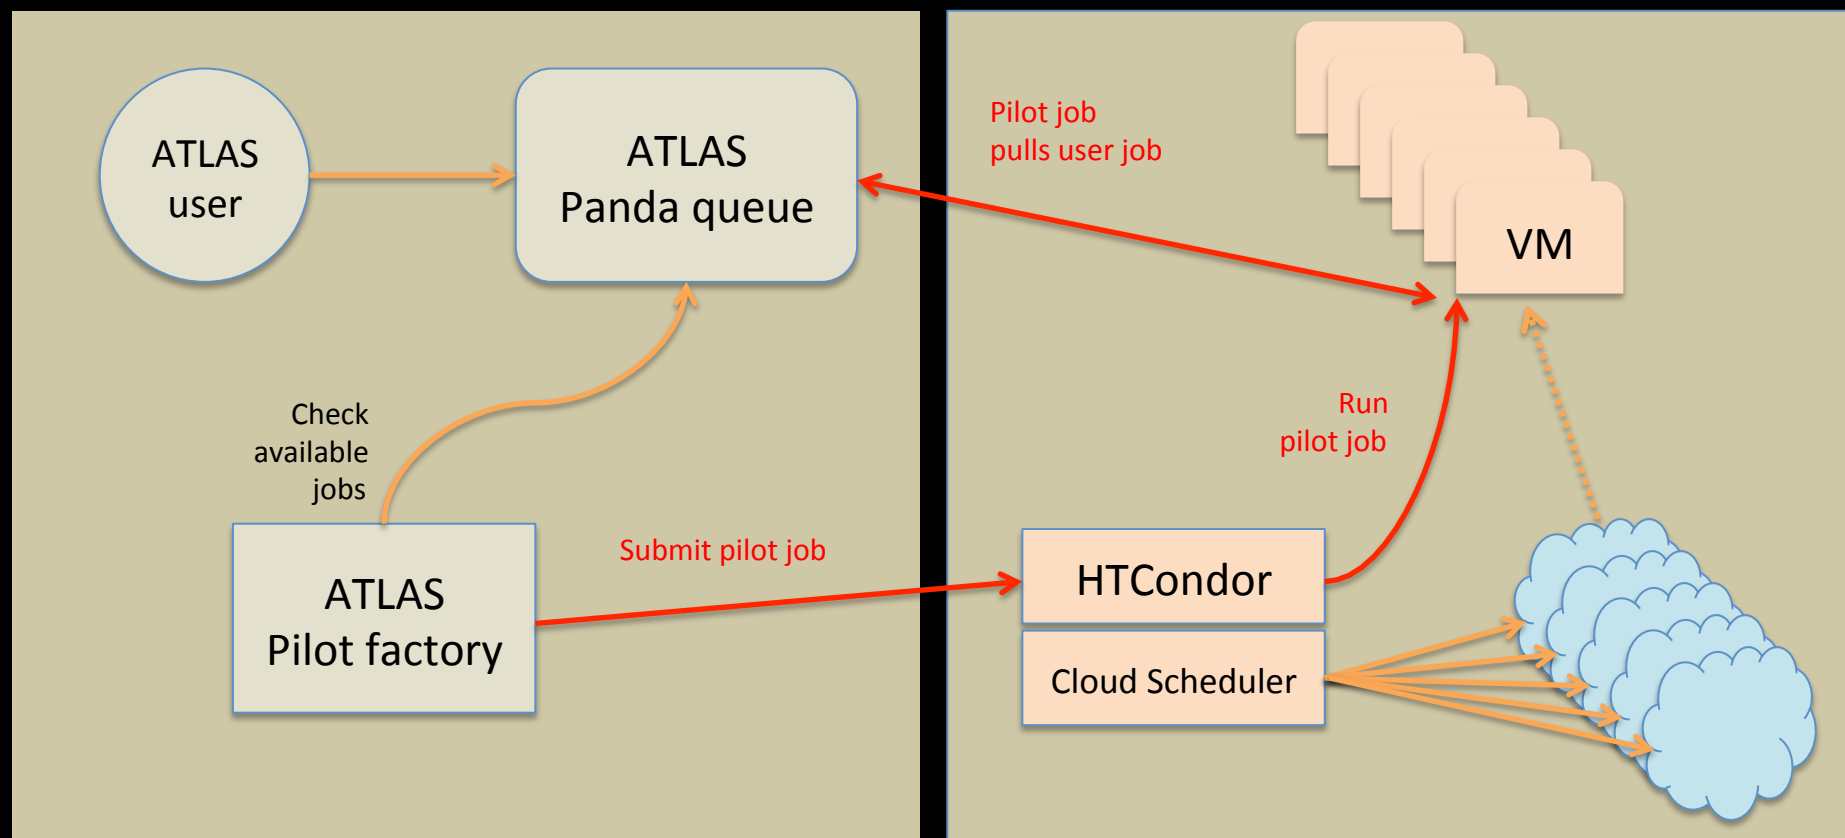 ATLAS
user
ATLAS
Panda queue
Pilot job
pulls user job
VM
Check
available
jobs
Run
pilot job
ATLAS
Pilot factory
Submit pilot job
HTCondor
Cloud Scheduler